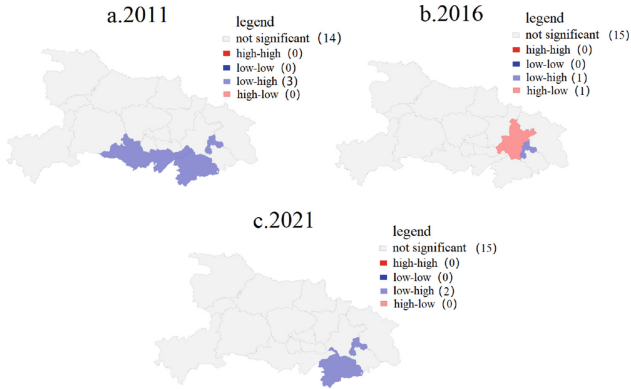 a.2011
legend
not significant (14)
high-high (0)
low-low (0)
low-high (3)
high-low (0)
b.2016
legend
not significant (15)
high-high (0)
low-low (0)
low-high (1)
high-low (1)
c.2021
legend
not significant (15)
high-high (0)
low-low (0)
low-high (2)
high-low (0)